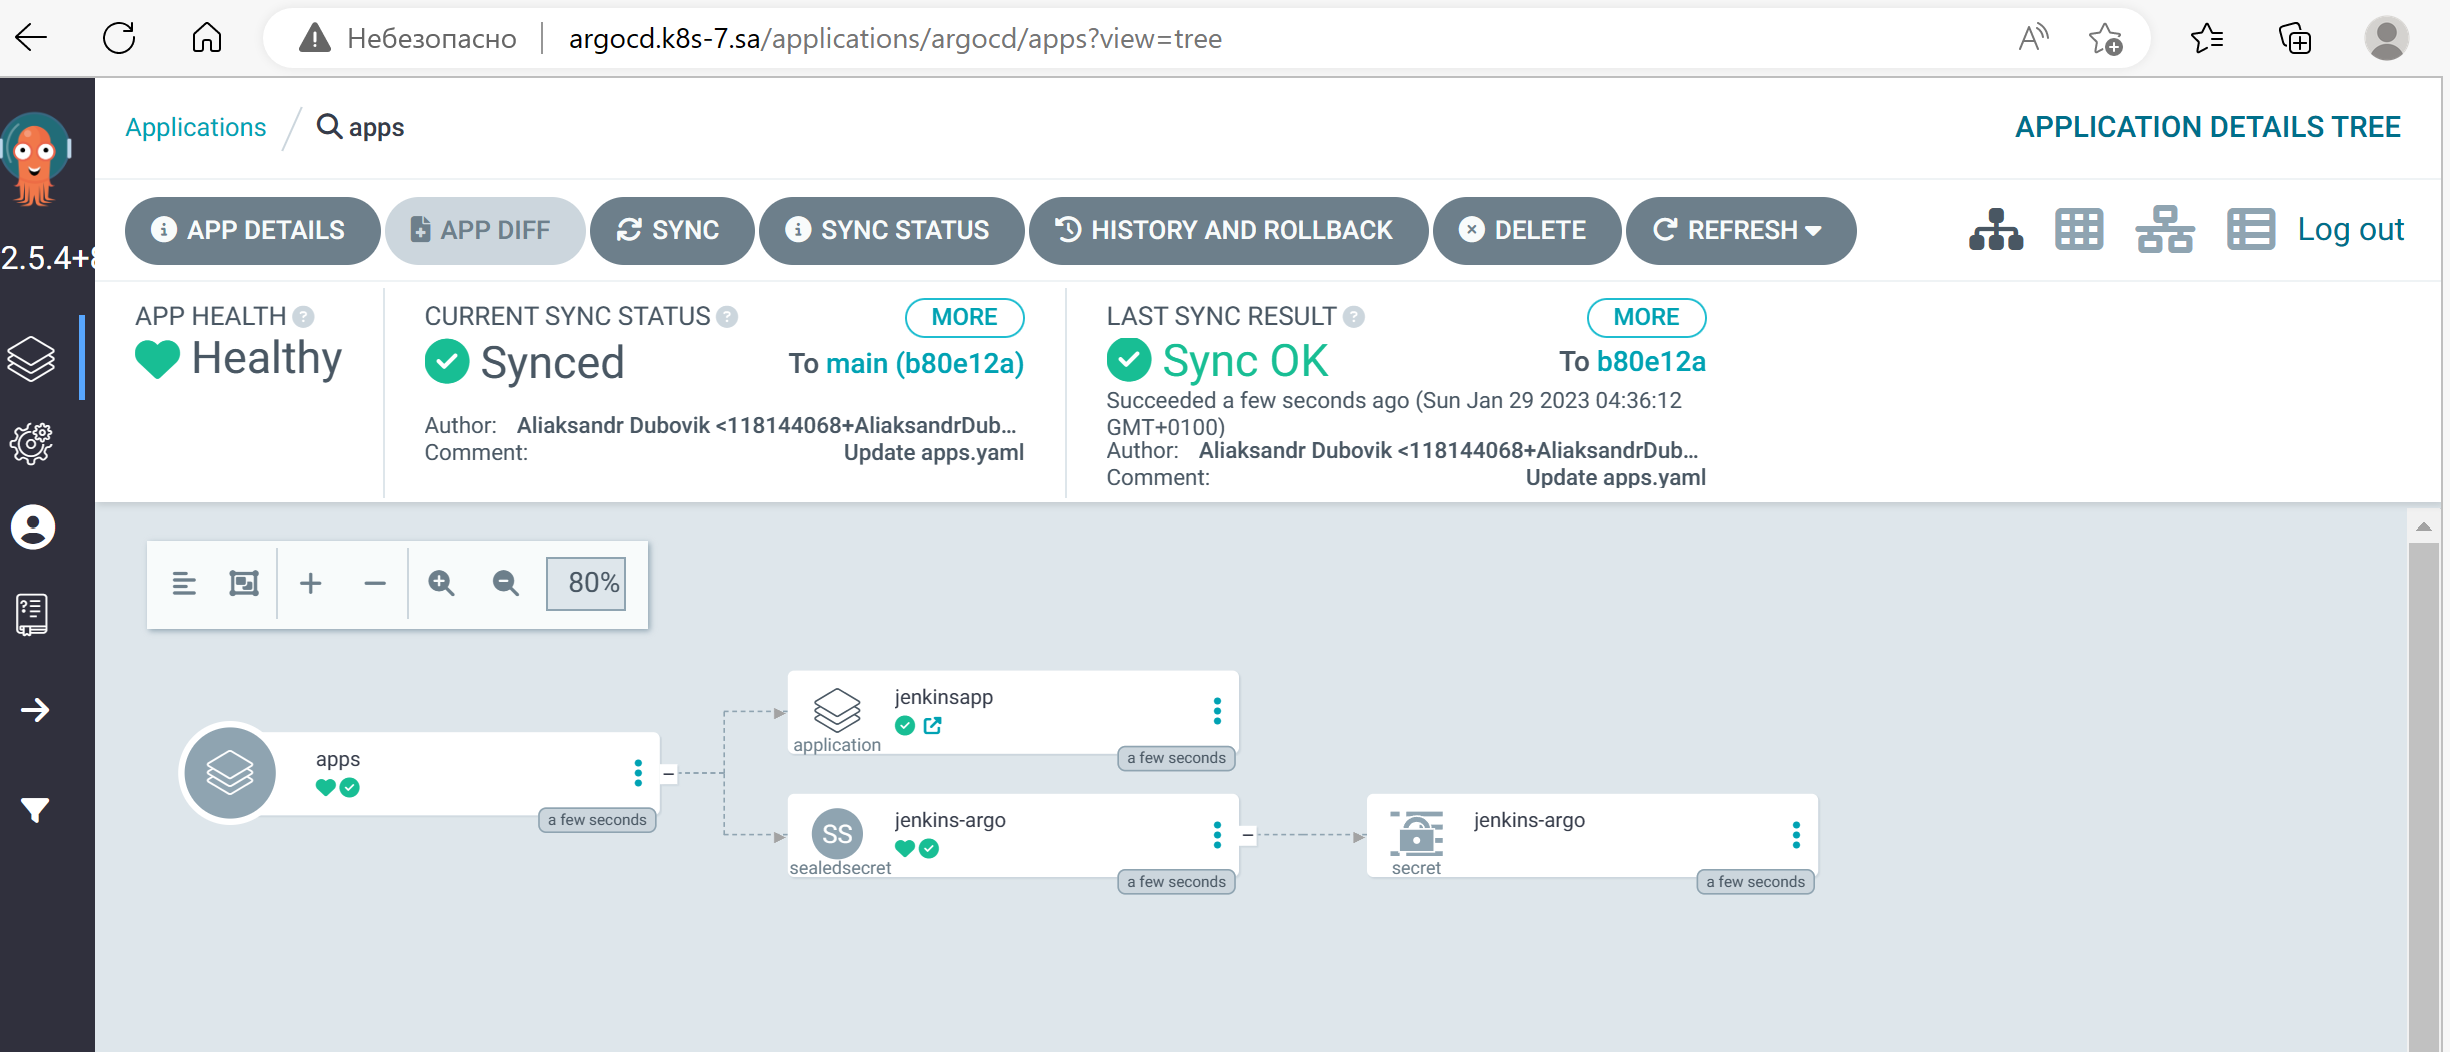 Небезопасно argocd.k8s-7.sa/applications/argocd/apps?view=tree
Applications / apps
APPLICATION DETAILS TREE
2.5.4+8
APP DETAILS APP DIFF SYNC SYNC STATUS HISTORY AND ROLLBACK DELETE REFRESH Log out
APP HEALTH
Healthy
CURRENT SYNC STATUS MORE
Synced To main (b80e12a)
Author: Aliaksandr Dubovik <118144068+AliaksandrDub...
Comment: Update apps.yaml
LAST SYNC RESULT MORE
Sync OK To b80e12a
Succeeded a few seconds ago (Sun Jan 29 2023 04:36:12
GMT+0100)
Author: Aliaksandr Dubovik <118144068+AliaksandrDub...
Comment: Update apps.yaml
80%
apps
a few seconds
jenkinsapp
application
a few seconds
SS
jenkins-argo
sealedsecret
a few seconds
jenkins-argo
secret
a few seconds